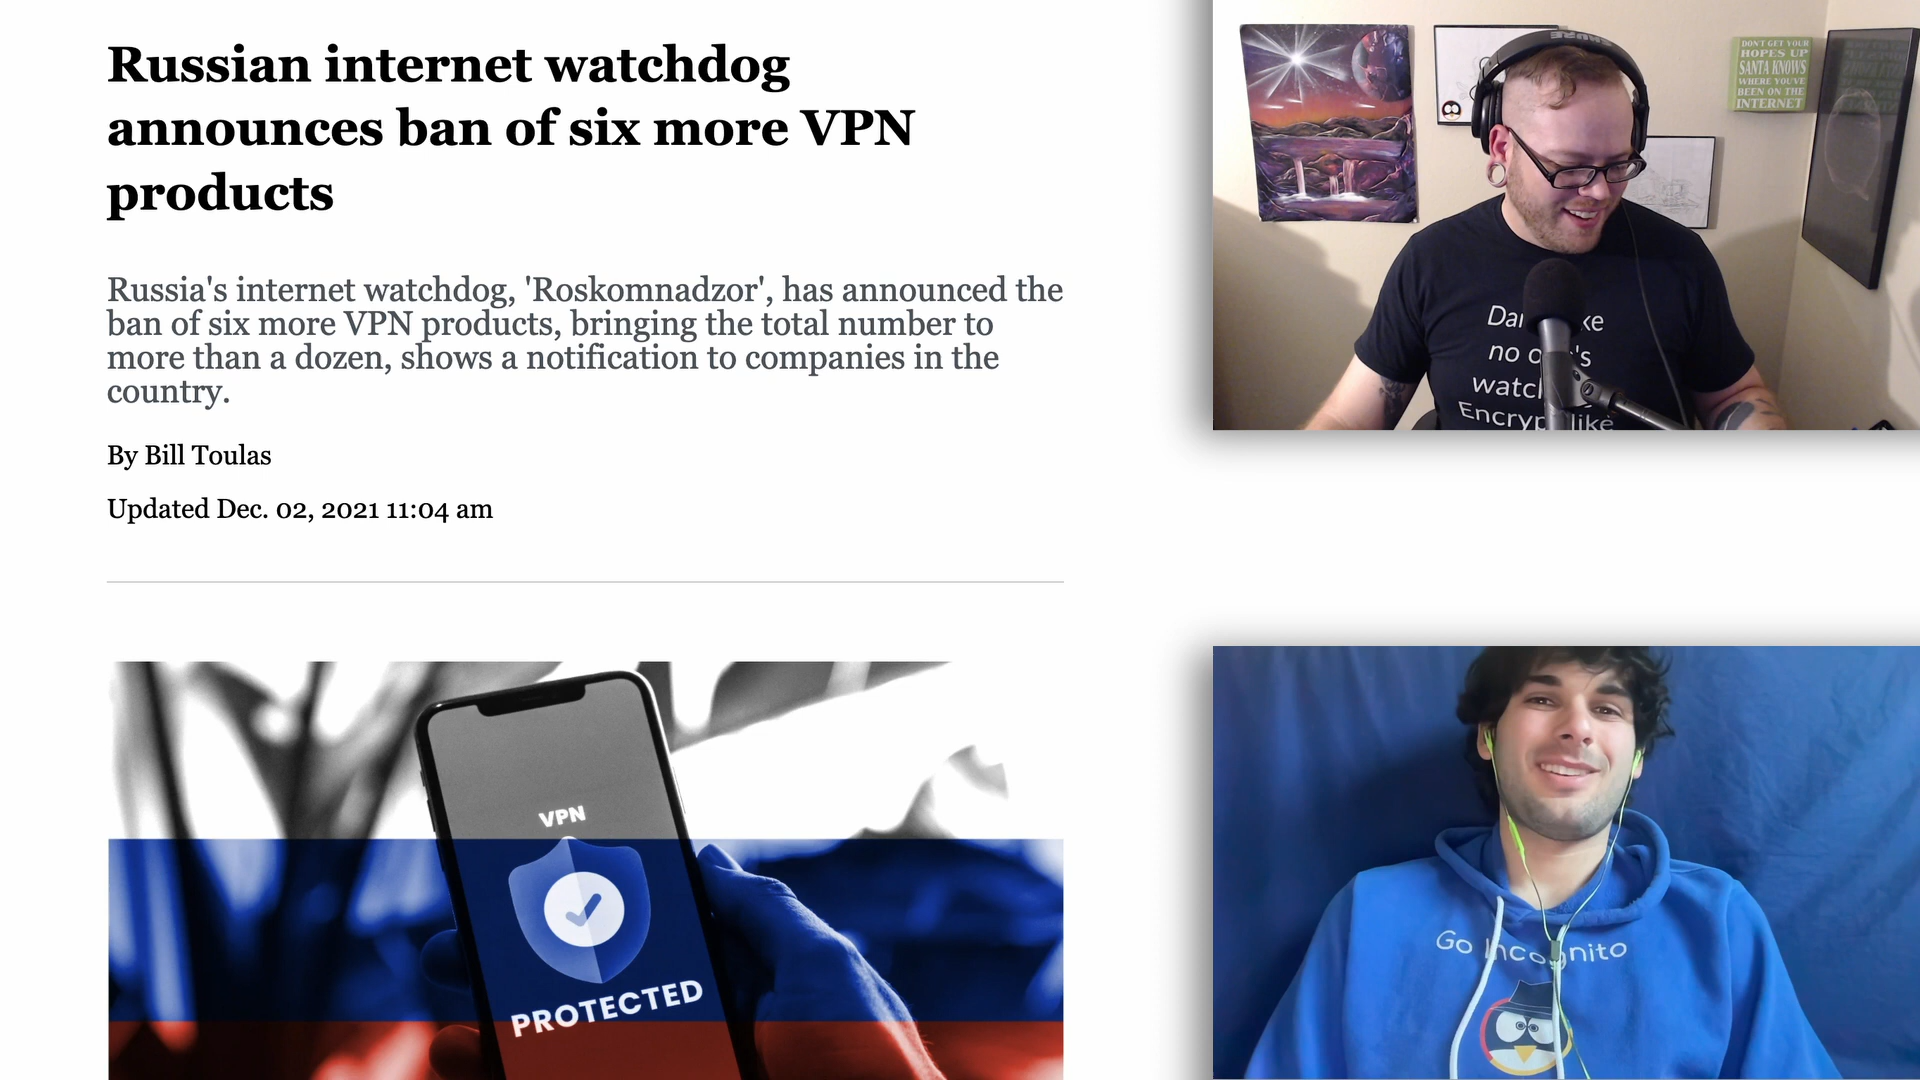 Russian internet watchdog
announces ban of six more VPN
products
Russia's internet watchdog, 'Roskomnadzor', has announced the
ban of six more VPN products, bringing the total number to
more than a dozen, shows a notification to companies in the
country.
By Bill Toulas
Updated Dec. 02, 2021 11:04 am
VPN
PROTECTED
DON'T GET YOUR
HOPES UP
SANTA KNOWS
WHERE YOU'VE
BEEN ON THE
INTERNET
no
like
Go Incognito